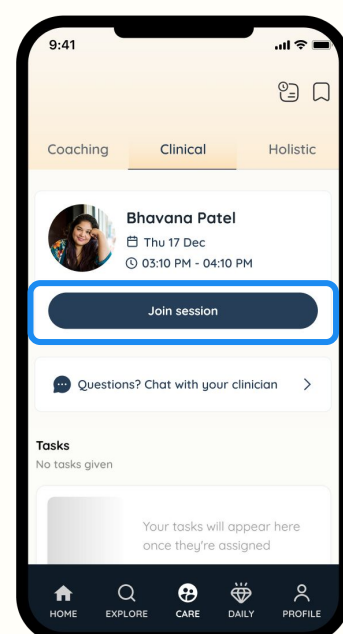 9:41
Coaching Clinical Holistic
Bhavana Patel
Thu 17 Dec
03:10 PM - 04:10 PM
Join session
Questions? Chat with your clinician
Tasks
No tasks given
Your tasks will appear here
once they're assigned
HOME EXPLORE CARE DAILY PROFILE